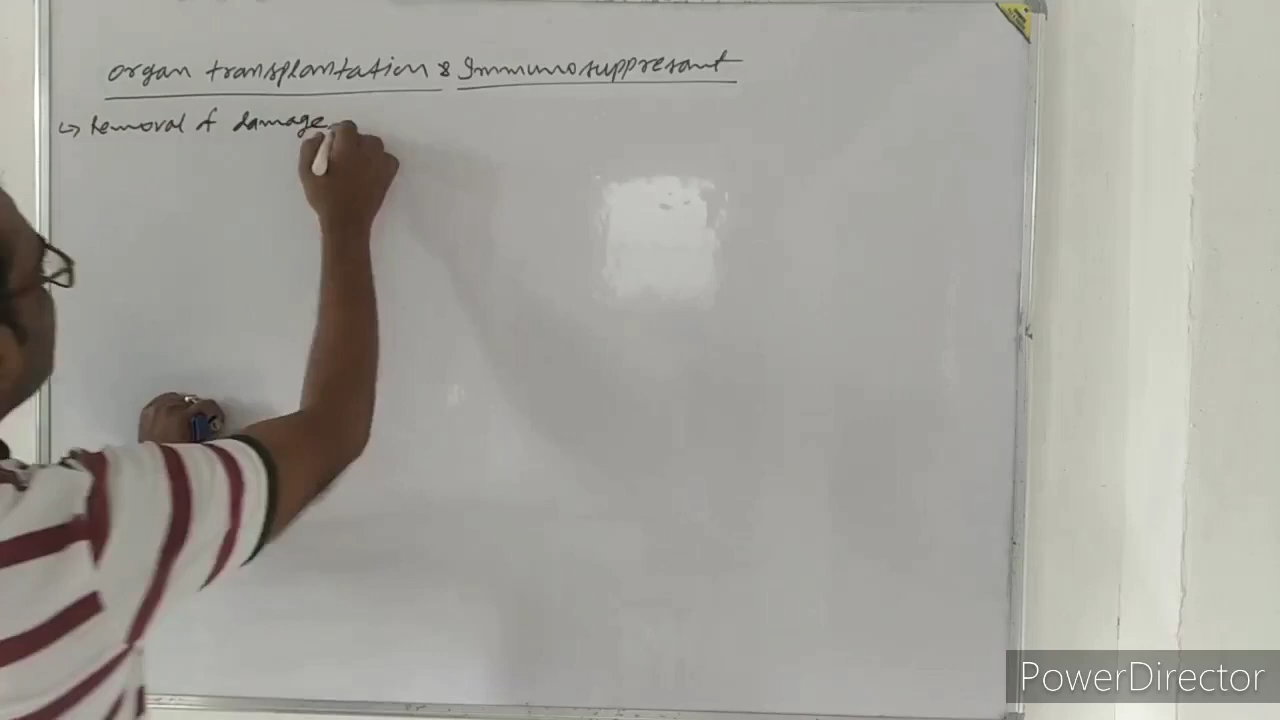 organ transplantation & Immunosuppresant
↳ Removal of damage
PowerDirector